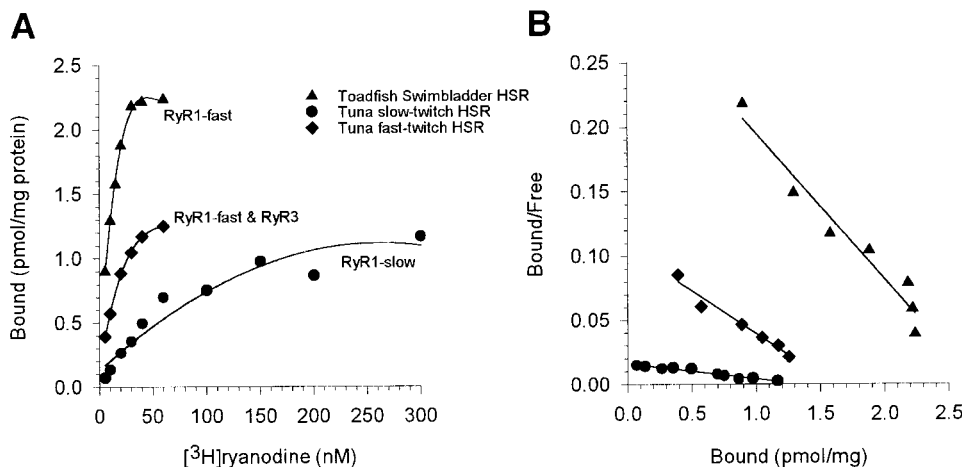 A
2.5
2.0
1.5
1.0
0.5
0.0
0
50
100
150
200
250
300
Bound (pmol/mg protein)
[3H]ryanodine (nM)
RyR1-fast
RyR1-fast & RyR3
RyR1-slow
Toadfish Swimbladder HSR
Tuna slow-twitch HSR
Tuna fast-twitch HSR
B
0.25
0.20
0.15
0.10
0.05
0.00
0.0
0.5
1.0
1.5
2.0
2.5
Bound/Free
Bound (pmol/mg)